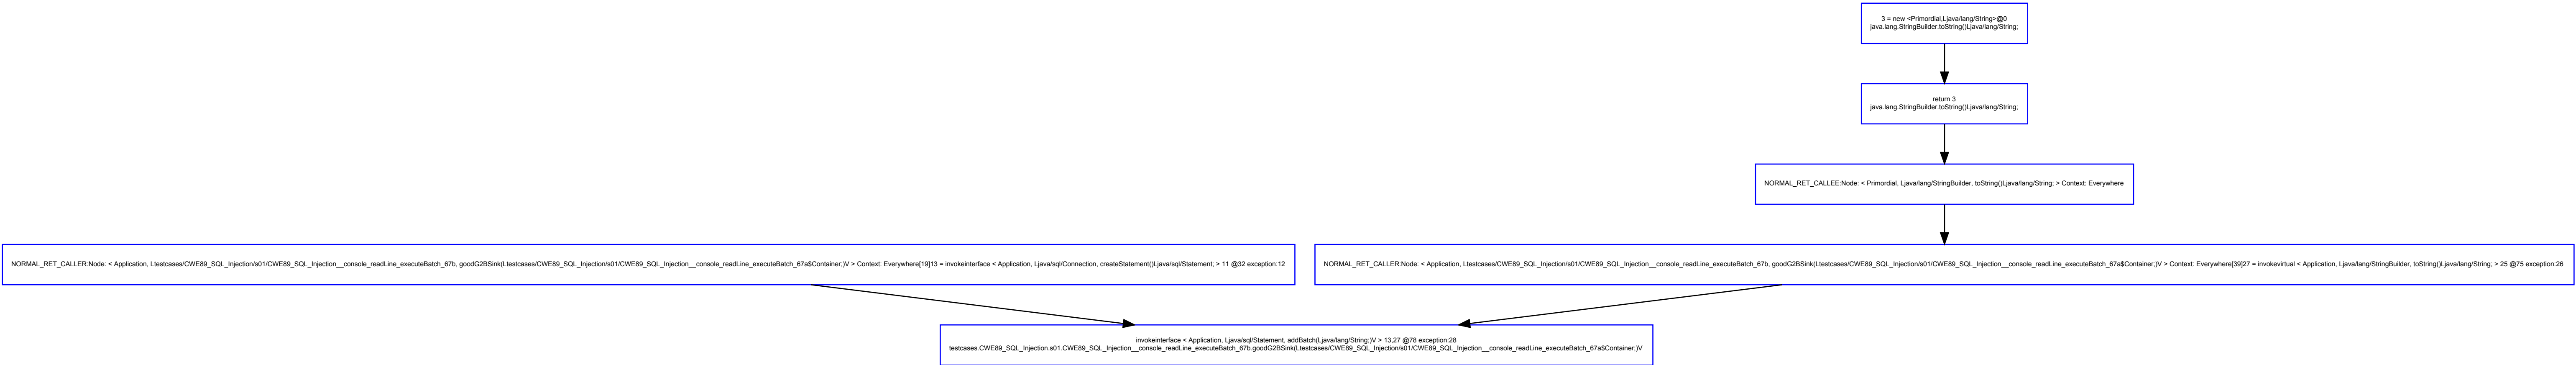 3 = new <Primordial,Ljava/lang/String>@0
java.lang.StringBuilder.toString()Ljava/lang/String;
return 3
java.lang.StringBuilder.toString()Ljava/lang/String;
NORMAL_RET_CALLEE:Node: < Primordial, Ljava/lang/StringBuilder, toString()Ljava/lang/String; > Context: Everywhere
NORMAL_RET_CALLER:Node: < Application, Ltestcases/CWE89_SQL_Injection/s01/CWE89_SQL_Injection__console_readLine_executeBatch_67b, goodG2BSink(Ltestcases/CWE89_SQL_Injection/s01/CWE89_SQL_Injection__console_readLine_executeBatch_67a$Container;)V > Context: Everywhere[19]13 = invokeinterface < Application, Ljava/sql/Connection, createStatement()Ljava/sql/Statement; > 11 @32 exception:12
NORMAL_RET_CALLER:Node: < Application, Ltestcases/CWE89_SQL_Injection/s01/CWE89_SQL_Injection__console_readLine_executeBatch_67b, goodG2BSink(Ltestcases/CWE89_SQL_Injection/s01/CWE89_SQL_Injection__console_readLine_executeBatch_67a$Container;)V > Context: Everywhere[39]27 = invokevirtual < Application, Ljava/lang/StringBuilder, toString()Ljava/lang/String; > 25 @75 exception:26
invokeinterface < Application, Ljava/sql/Statement, addBatch(Ljava/lang/String;)V > 13,27 @78 exception:28
testcases.CWE89_SQL_Injection.s01.CWE89_SQL_Injection__console_readLine_executeBatch_67b.goodG2BSink(Ltestcases/CWE89_SQL_Injection/s01/CWE89_SQL_Injection__console_readLine_executeBatch_67a$Container;)V